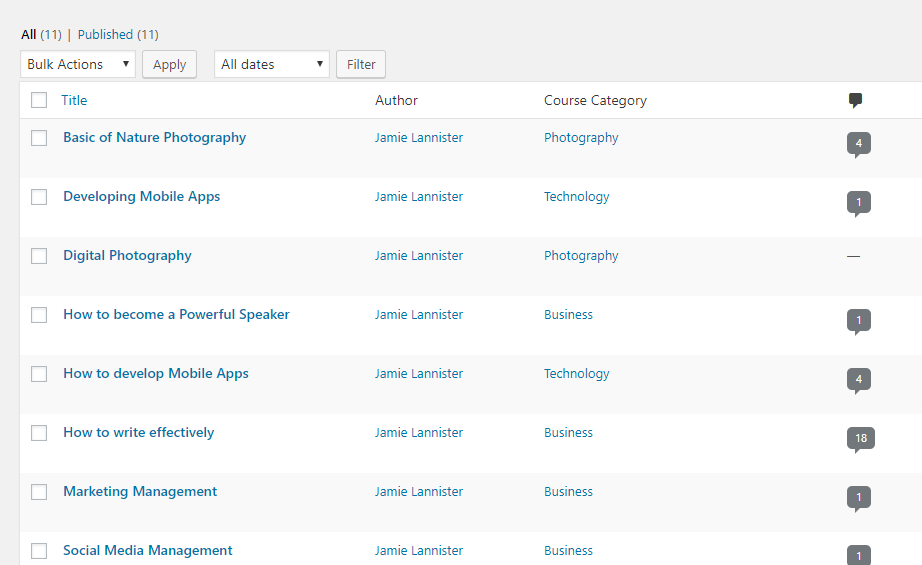 All (11) | Published (11)
Bulk Actions Apply All dates Filter
Title Author Course Category
Basic of Nature Photography Jamie Lannister Photography 4
Developing Mobile Apps Jamie Lannister Technology 1
Digital Photography Jamie Lannister Photography —
How to become a Powerful Speaker Jamie Lannister Business 1
How to develop Mobile Apps Jamie Lannister Technology 4
How to write effectively Jamie Lannister Business 18
Marketing Management Jamie Lannister Business 1
Social Media Management Jamie Lannister Business 1